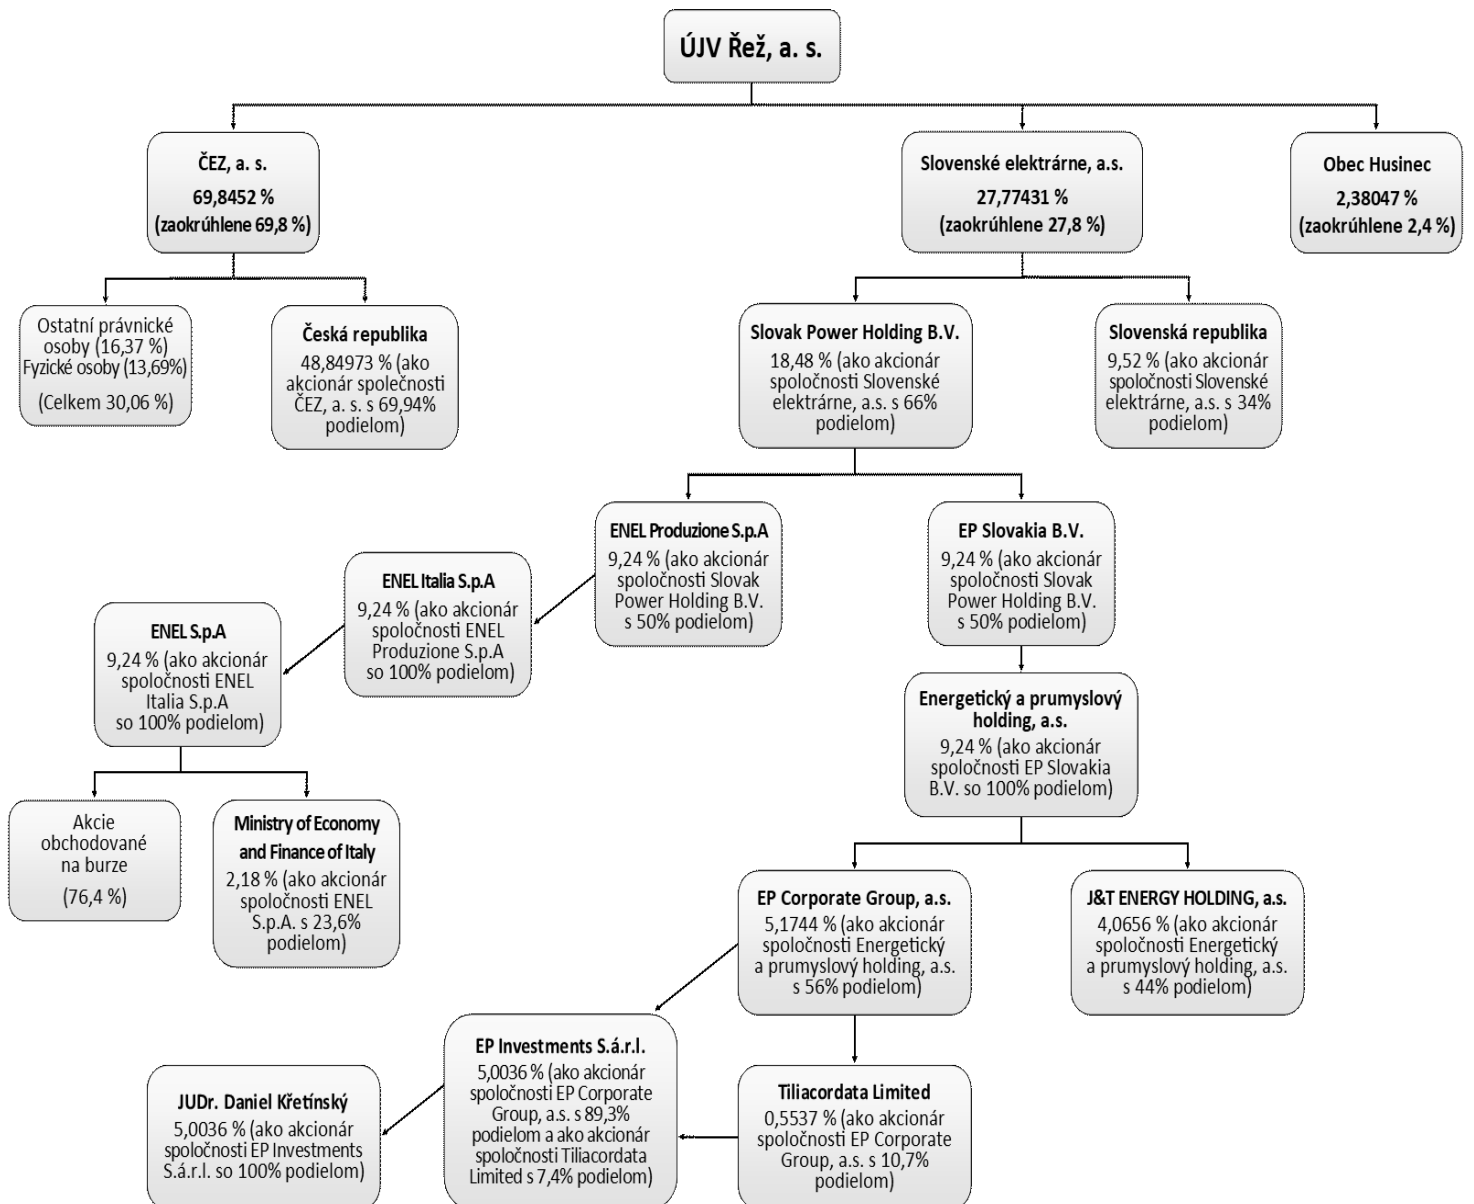 ÚJV Řež, a. s.
ČEZ, a. s.
69,8452 %
(zaokrúhlene 69,8 %)
Slovenské elektrárne, a.s.
27,77431 %
(zaokrúhlene 27,8 %)
Obec Husinec
2,38047 %
(zaokrúhlene 2,4 %)
Ostatní právnické
osoby (16,37 %)
Fyzické osoby (13,69%)
(Celkem 30,06 %)
Česká republika
48,84973 % (ako
akcionár společnosti
ČEZ, a. s. s 69,94%
podielom)
Slovak Power Holding B.V.
18,48 % (ako akcionár
spoločnosti Slovenské
elektrárne, a.s. s 66%
podielom)
Slovenská republika
9,52 % (ako akcionár
spoločnosti Slovenské
elektrárne, a.s. s 34%
podielom)
ENEL Produzione S.p.A
9,24 % (ako akcionár
spoločnosti Slovak
Power Holding B.V.
s 50% podielom)
EP Slovakia B.V.
9,24 % (ako akcionár
spoločnosti Slovak
Power Holding B.V.
s 50% podielom)
ENEL Italia S.p.A
9,24 % (ako akcionár
spoločnosti ENEL
Produzione S.p.A
so 100% podielom)
ENEL S.p.A
9,24 % (ako akcionár
spoločnosti ENEL
Italia S.p.A
so 100% podielom)
Energetický a prumyslový
holding, a.s.
9,24 % (ako akcionár
spoločnosti EP Slovakia
B.V. so 100% podielom)
Akcie
obchodované
na burze
(76,4 %)
Ministry of Economy
and Finance of Italy
2,18 % (ako akcionár
spoločnosti ENEL
S.p.A. s 23,6%
podielom)
EP Corporate Group, a.s.
5,1744 % (ako akcionár
spoločnosti Energetický
a prumyslový holding, a.s.
s 56% podielom)
J&T ENERGY HOLDING, a.s.
4,0656 % (ako akcionár
spoločnosti Energetický
a prumyslový holding, a.s.
s 44% podielom)
EP Investments S.á.r.l.
5,0036 % (ako akcionár
spoločnosti EP Corporate
Group, a.s. s 89,3%
podielom a ako akcionár
spoločnosti Tiliacordata
Limited s 7,4% podielom)
Tiliacordata Limited
0,5537 % (ako akcionár
spoločnosti EP Corporate
Group, a.s. s 10,7%
podielom)
JUDr. Daniel Křetínský
5,0036 % (ako akcionár
spoločnosti EP Investments
S.á.r.l. so 100% podielom)